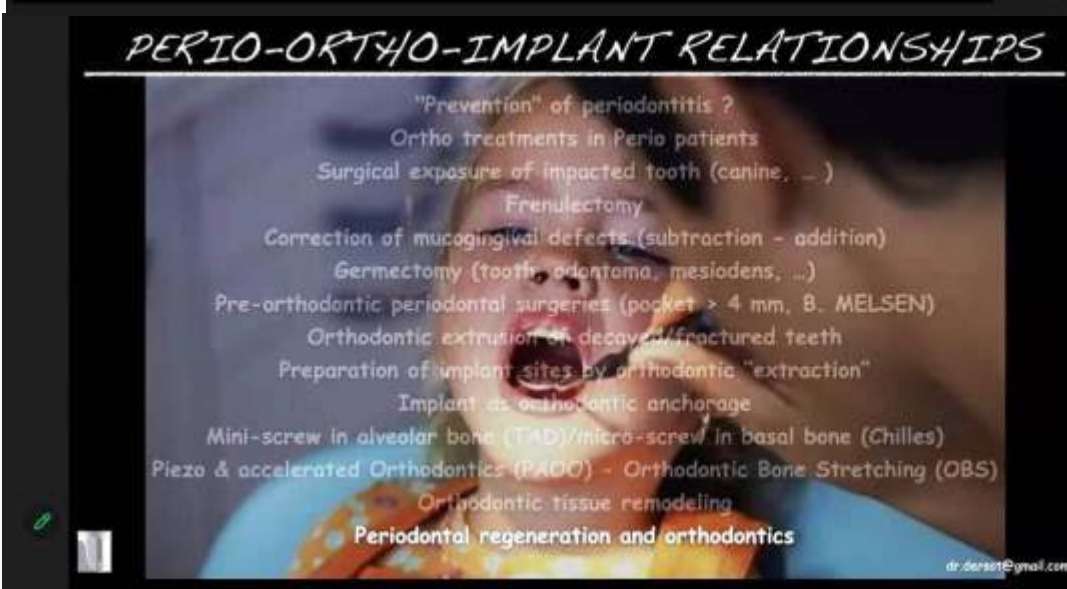 PERIO-ORTHO-IMPLANT RELATIONSHIPS
"Prevention" of periodontitis ?
Ortho treatments in Perio patients
Surgical exposure of impacted tooth (canine, ... )
Frenulectomy
Correction of mucogingival defects (subtraction - addition)
Germectomy (tooth, odontoma, mesiodens, ...)
Pre-orthodontic periodontal surgeries (pocket > 4 mm, B. MELSEN)
Orthodontic extrusion of decayed/fractured teeth
Preparation of implant sites by orthodontic "extraction"
Implant as orthodontic anchorage
Mini-screw in alveolar bone (TAD)/micro-screw in basal bone (Chilles)
Piezo & accelerated Orthodontics (PAOO) - Orthodontic Bone Stretching (OBS)
Orthodontic tissue remodeling
Periodontal regeneration and orthodontics
dr.dersot@gmail.com